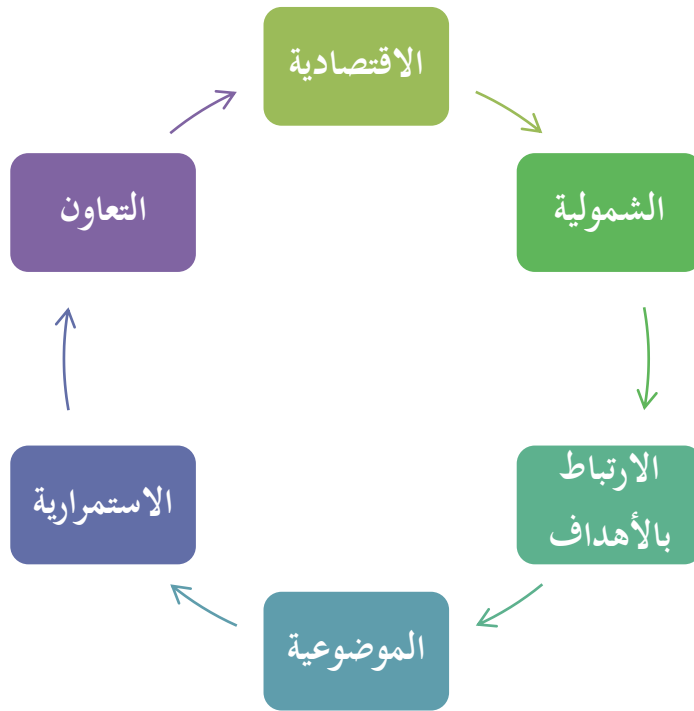 الاقتصادية
الشمولية
الارتباط
بالأهداف
الموضوعية
الاستمرارية
التعاون